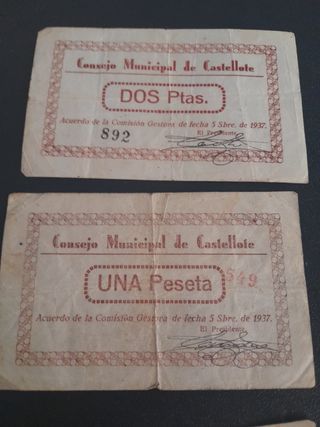 Consejo Municipal de Castellote
DOS Ptas.
Acuerdo de la Comisión Gestora de fecha 5 Sbre. de 1937.
892
El Presidente
Consejo Municipal de Castellote
UNA Peseta
549
Acuerdo de la Comisión Gestora de fecha 5 Sbre. de 1937.
El Presidente,